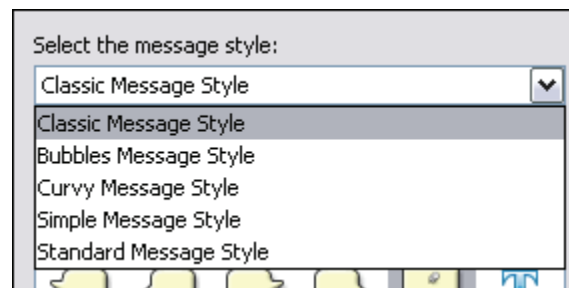 Select the message style:
Classic Message Style
Classic Message Style
Bubbles Message Style
Curvy Message Style
Simple Message Style
Standard Message Style